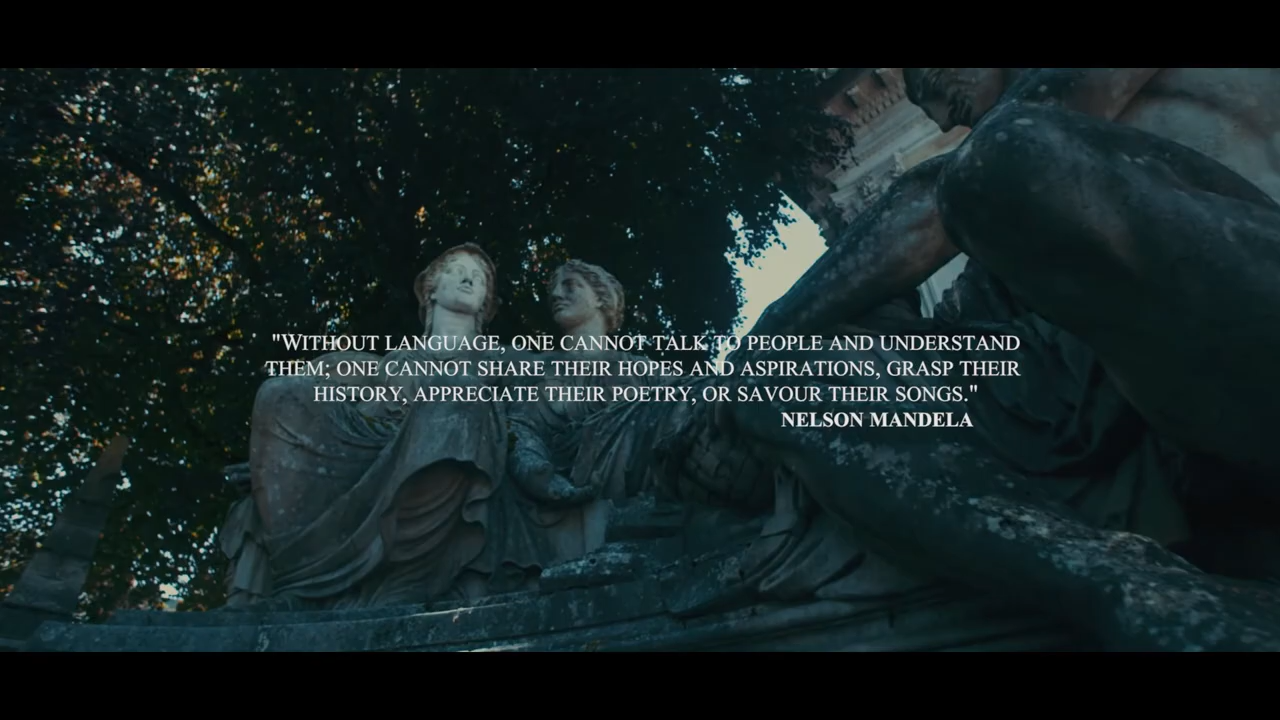 "WITHOUT LANGUAGE, ONE CANNOT TALK TO PEOPLE AND UNDERSTAND
THEM; ONE CANNOT SHARE THEIR HOPES AND ASPIRATIONS, GRASP THEIR
HISTORY, APPRECIATE THEIR POETRY, OR SAVOUR THEIR SONGS."
NELSON MANDELA